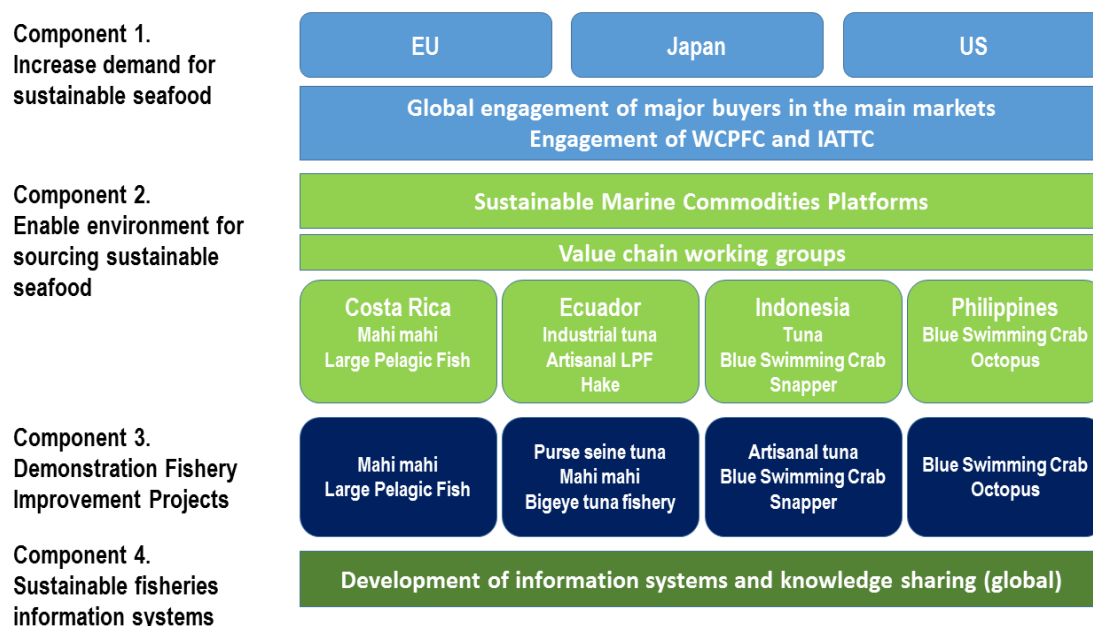 Component 1.
Increase demand for
sustainable seafood
EU
Japan
US
Global engagement of major buyers in the main markets
Engagement of WCPFC and IATTC
Component 2.
Enable environment for
sourcing sustainable
seafood
Sustainable Marine Commodities Platforms
Value chain working groups
Costa Rica
Mahi mahi
Large Pelagic Fish
Ecuador
Industrial tuna
Artisanal LPF
Hake
Indonesia
Tuna
Blue Swimming Crab
Snapper
Philippines
Blue Swimming Crab
Octopus
Component 3.
Demonstration Fishery
Improvement Projects
Mahi mahi
Large Pelagic Fish
Purse seine tuna
Mahi mahi
Bigeye tuna fishery
Artisanal tuna
Blue Swimming Crab
Snapper
Blue Swimming Crab
Octopus
Component 4.
Sustainable fisheries
information systems
Development of information systems and knowledge sharing (global)